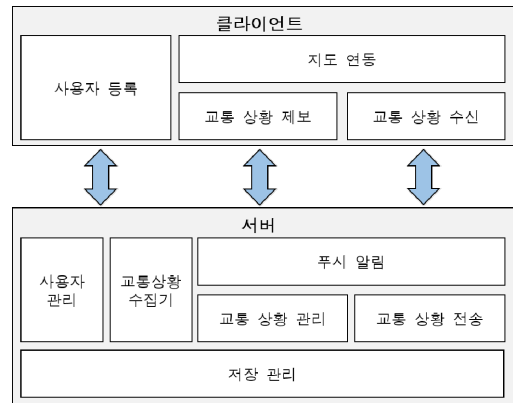 클라이언트
사용자 등록
지도 연동
교통 상황 제보
교통 상황 수신
서버
사용자
관리
교통상황
수집기
푸시 알림
교통 상황 관리
교통 상황 전송
저장 관리